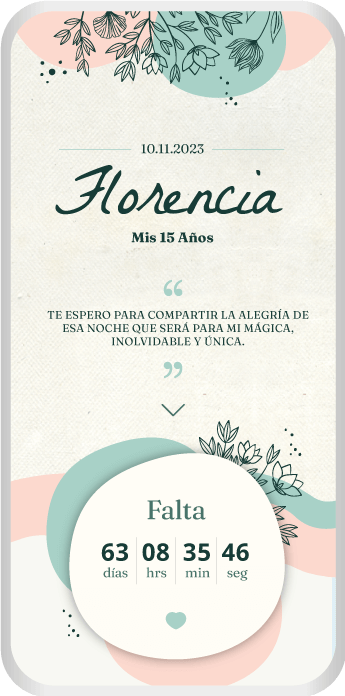 10.11.2023
Florencia
Mis 15 Años
“
TE ESPERO PARA COMPARTIR LA ALEGRÍA DE
ESA NOCHE QUE SERÁ PARA MI MÁGICA,
INOLVIDABLE Y ÚNICA.
”
Falta
63 08 35 46
días hrs min seg